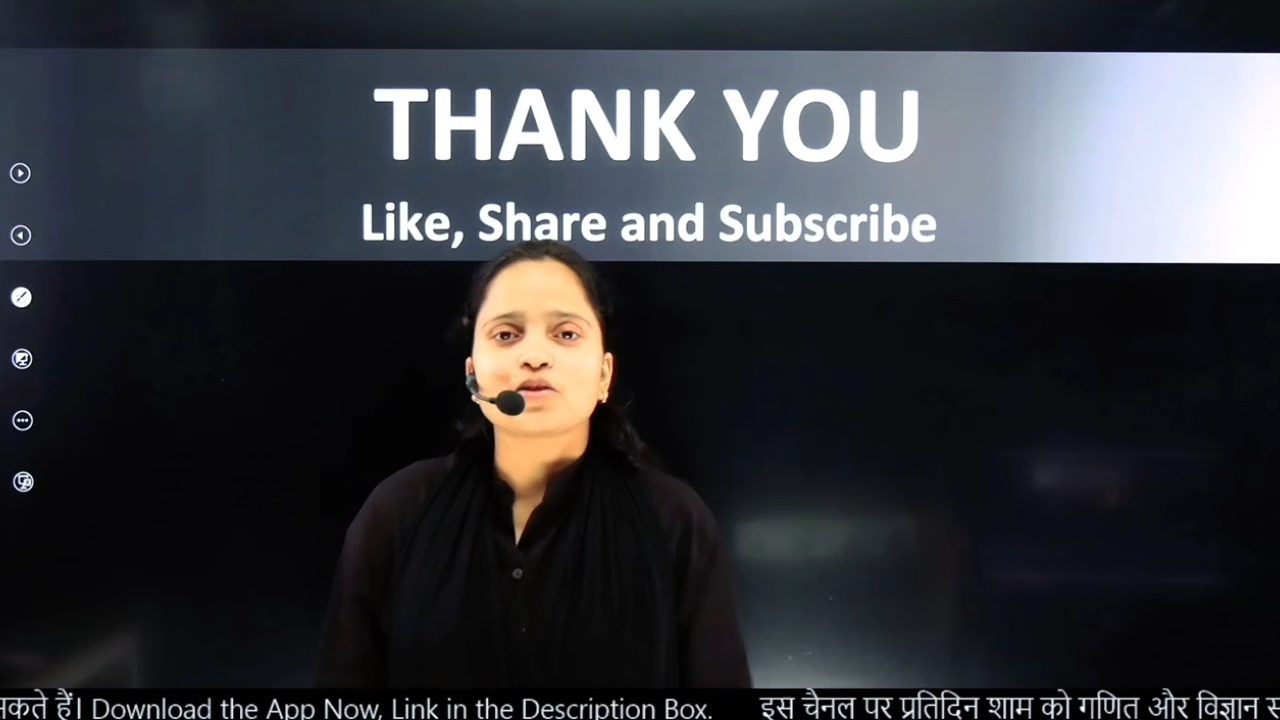 THANK YOU
Like, Share and Subscribe
सकते हैं। Download the App Now, Link in the Description Box. इस चैनल पर प्रतिदिन शाम को गणित और विज्ञान